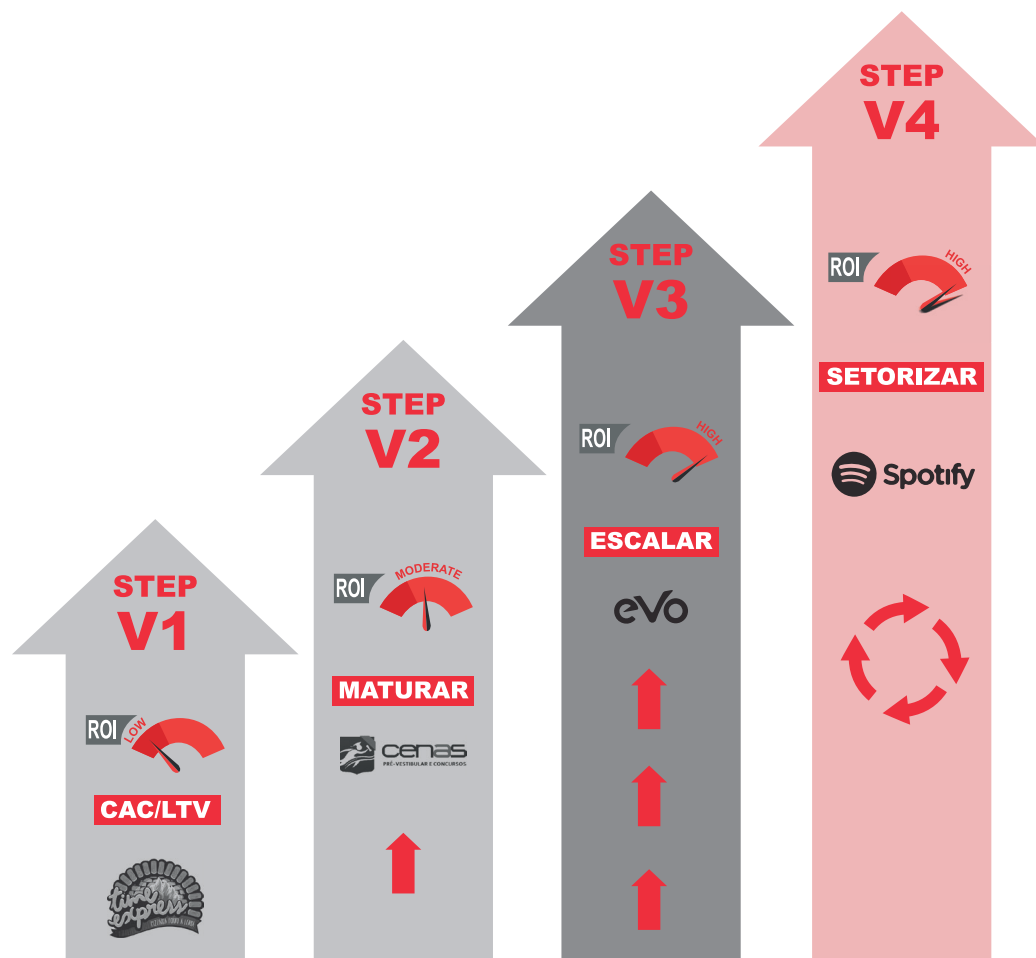 STEP
V1
ROI
LOW
CAC/LTV
time
express
STEP
V2
ROI
MODERATE
MATURAR
cenas
PRÉ-VESTIBULAR E CONCURSOS
STEP
V3
ROI
HIGH
ESCALAR
evo
STEP
V4
ROI
HIGH
SETORIZAR
Spotify